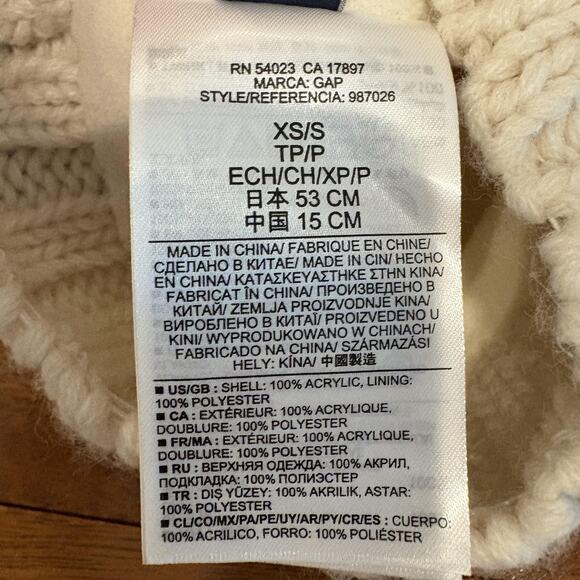 RN 54023 CA 17897
MARCA: GAP
STYLE/REFERENCIA: 987026
XS/S
TP/P
ECH/CH/XP/P
日本 53 CM
中国 15 CM
MADE IN CHINA/ FABRIQUE EN CHINE/
СДЕЛАНО В КИТАЕ/ MADE IN CIN/ HECHO
EN CHINA/ ΚΑΤΑΣΚΕΥΑΣΤΗΚΕ ΣΤΗΝ ΚΙΝΑ/
FABRICAT ÎN CHINA/ ПРОИЗВЕДЕНО В
КИТАЙ/ ZEMLJA PROIZVODNJE KINA/
ВИРОБЛЕНО В КИТАЇ/ PROIZVEDENO U
KINI/ WYPRODUKOWANO W CHINACH/
FABRICADO NA CHINA/ SZÁRMAZÁSI
HELY: KÍNA/ 中國製造
■ US/GB : SHELL: 100% ACRYLIC, LINING:
100% POLYESTER
■ CA : EXTÉRIEUR: 100% ACRYLIQUE,
DOUBLURE: 100% POLYESTER
■ FR/MA : EXTÉRIEUR: 100% ACRYLIQUE,
DOUBLURE: 100% POLYESTER
■ RU : ВЕРХНЯЯ ОДЕЖДА: 100% АКРИЛ,
ПОДКЛАДКА: 100% ПОЛИЭСТЕР
■ TR : DIŞ YÜZEY: 100% AKRILIK, ASTAR:
100% POLYESTER
■ CL/CO/MX/PA/PE/UY/AR/PY/CR/ES : CUERPO:
100% ACRILICO, FORRO: 100% POLIÉSTER